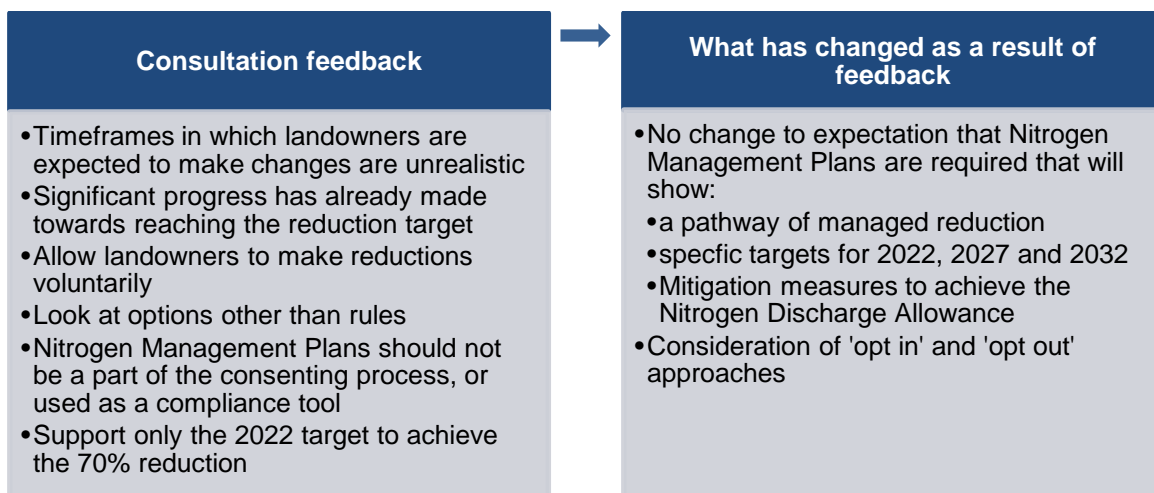 Consultation feedback
•Timeframes in which landowners are
expected to make changes are unrealistic
•Significant progress has already made
towards reaching the reduction target
•Allow landowners to make reductions
voluntarily
•Look at options other than rules
•Nitrogen Management Plans should not
be a part of the consenting process, or
used as a compliance tool
•Support only the 2022 target to achieve
the 70% reduction
What has changed as a result of
feedback
•No change to expectation that Nitrogen
Management Plans are required that will
show:
•a pathway of managed reduction
•specfic targets for 2022, 2027 and 2032
•Mitigation measures to achieve the
Nitrogen Discharge Allowance
•Consideration of 'opt in' and 'opt out'
approaches